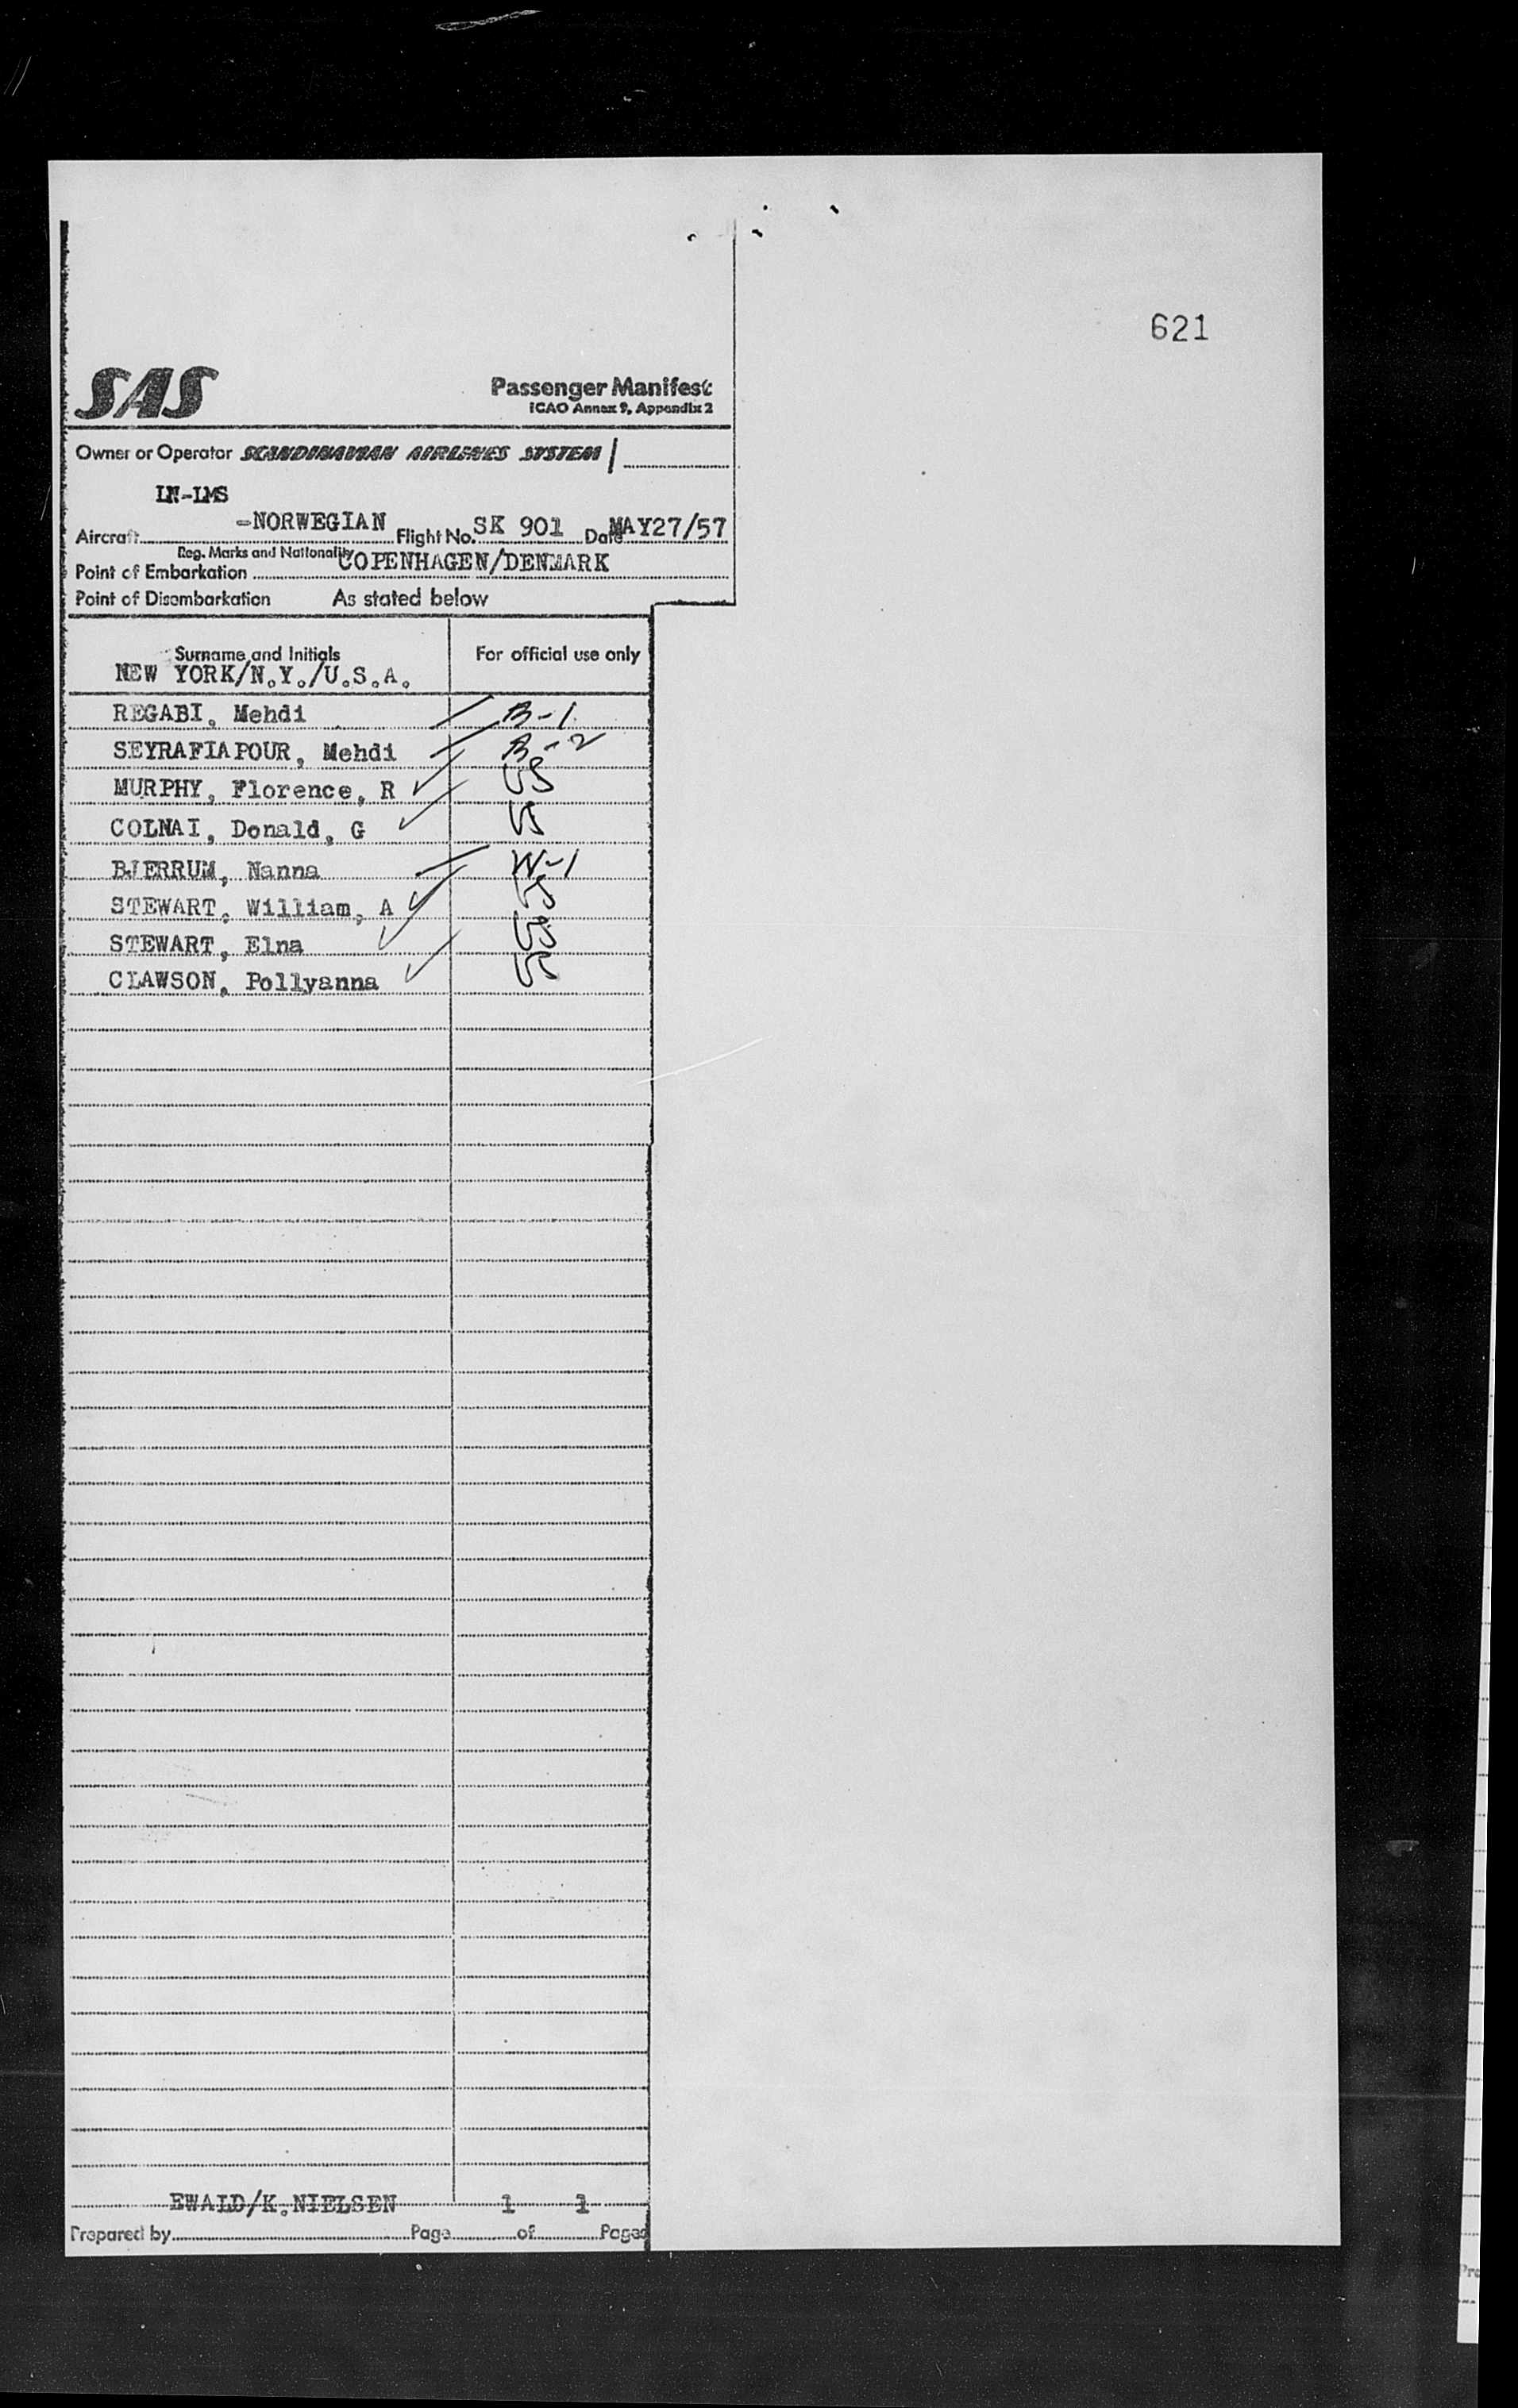 621
SAS
Passenger Manifest
ICAO Annex 9, Appendix 2
Owner or Operator SCANDINAVIAN AIRLINES SYSTEM
LN-LMS
Aircraft -NORWEGIAN Flight No. SK 901 Date MAY27/57
Reg. Marks and Nationality
Point of Embarkation COPENHAGEN/DENMARK
Point of Disembarkation As stated below
Surname and Initials For official use only
NEW YORK/N.Y./U.S.A.
REGABI, Mehdi B-1
SEYRAFIAPOUR, Mehdi B-2
MURPHY, Florence, R US
COLNAI, Donald, G US
BJERRUM, Nanna W-1
STEWART, William, A US
STEWART, Elna US
CLAWSON, Pollyanna US
EWALD/K.NIELSEN 1 1
Prepared by Page of Pages